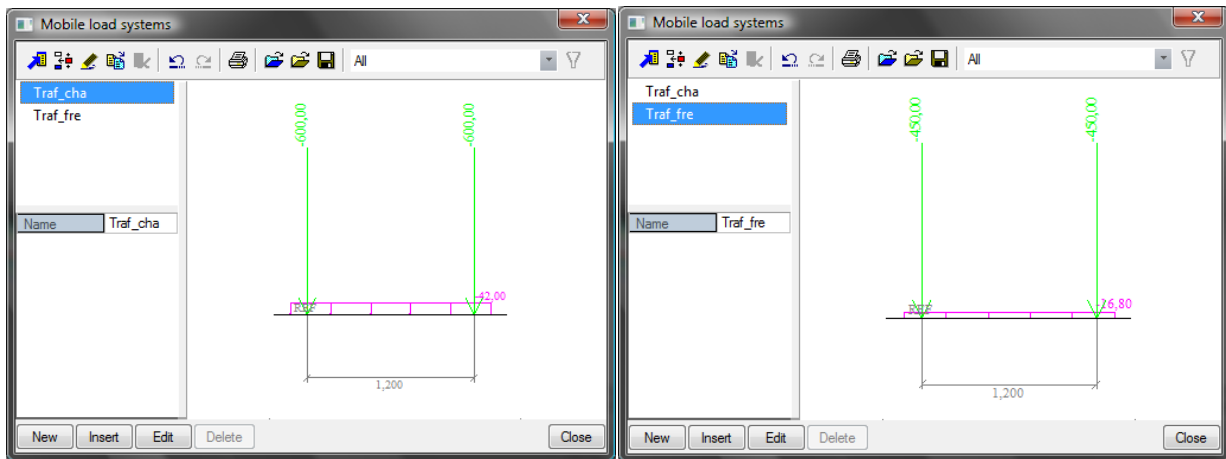 Mobile load systems
All
Traf_cha
Traf_fre
Name Traf_cha
-600,00 -600,00
REF
-42,00
1,200
New Insert Edit Delete Close
Mobile load systems
All
Traf_cha
Traf_fre
Name Traf_fre
-450,00 -450,00
REF
-16,80
1,200
New Insert Edit Delete Close